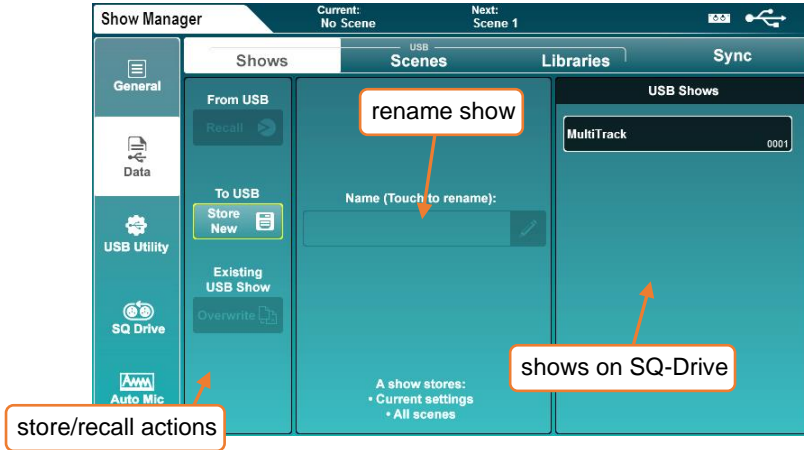 Show Manager
Current:
No Scene
Next:
Scene 1
General
Data
USB Utility
SQ Drive
Auto Mic
Shows
USB
Scenes
Libraries
Sync
From USB
Recall
To USB
Store
New
Existing
USB Show
Overwrite
rename show
Name (Touch to rename):
A show stores:
• Current settings
• All scenes
USB Shows
MultiTrack
0001
shows on SQ-Drive
store/recall actions